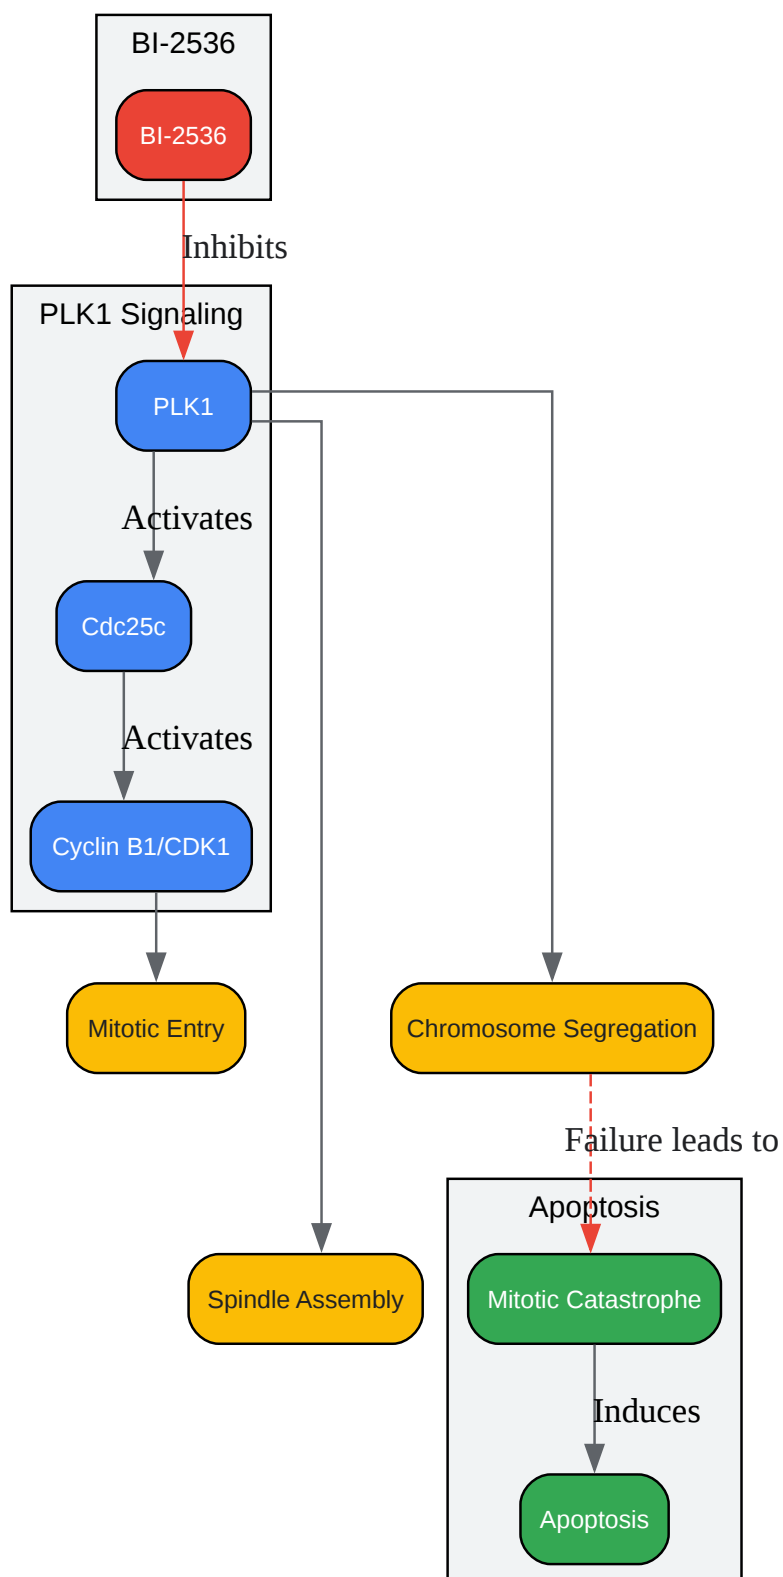 BI-2536
BI-2536
Inhibits
PLK1 Signaling
PLK1
Activates
Cdc25c
Activates
Cyclin B1/CDK1
Mitotic Entry
Chromosome Segregation
Failure leads to
Apoptosis
Spindle Assembly
Mitotic Catastrophe
Induces
Apoptosis